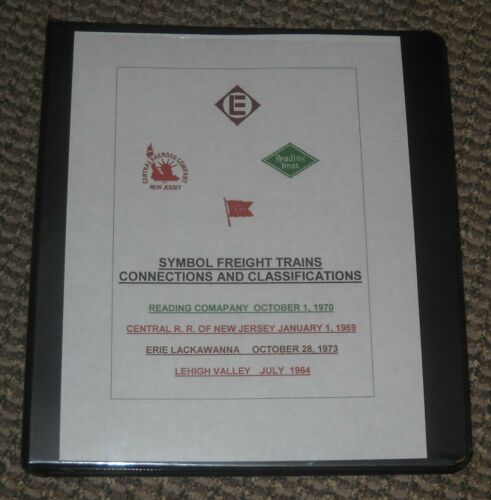 E
CENTRAL RAILROAD COMPANY
OF
NEW JERSEY
Reading
Lines
SYMBOL FREIGHT TRAINS
CONNECTIONS AND CLASSIFICATIONS
READING COMAPANY OCTOBER 1, 1970
CENTRAL R. R. OF NEW JERSEY JANUARY 1, 1969
ERIE LACKAWANNA OCTOBER 28, 1973
LEHIGH VALLEY JULY 1964